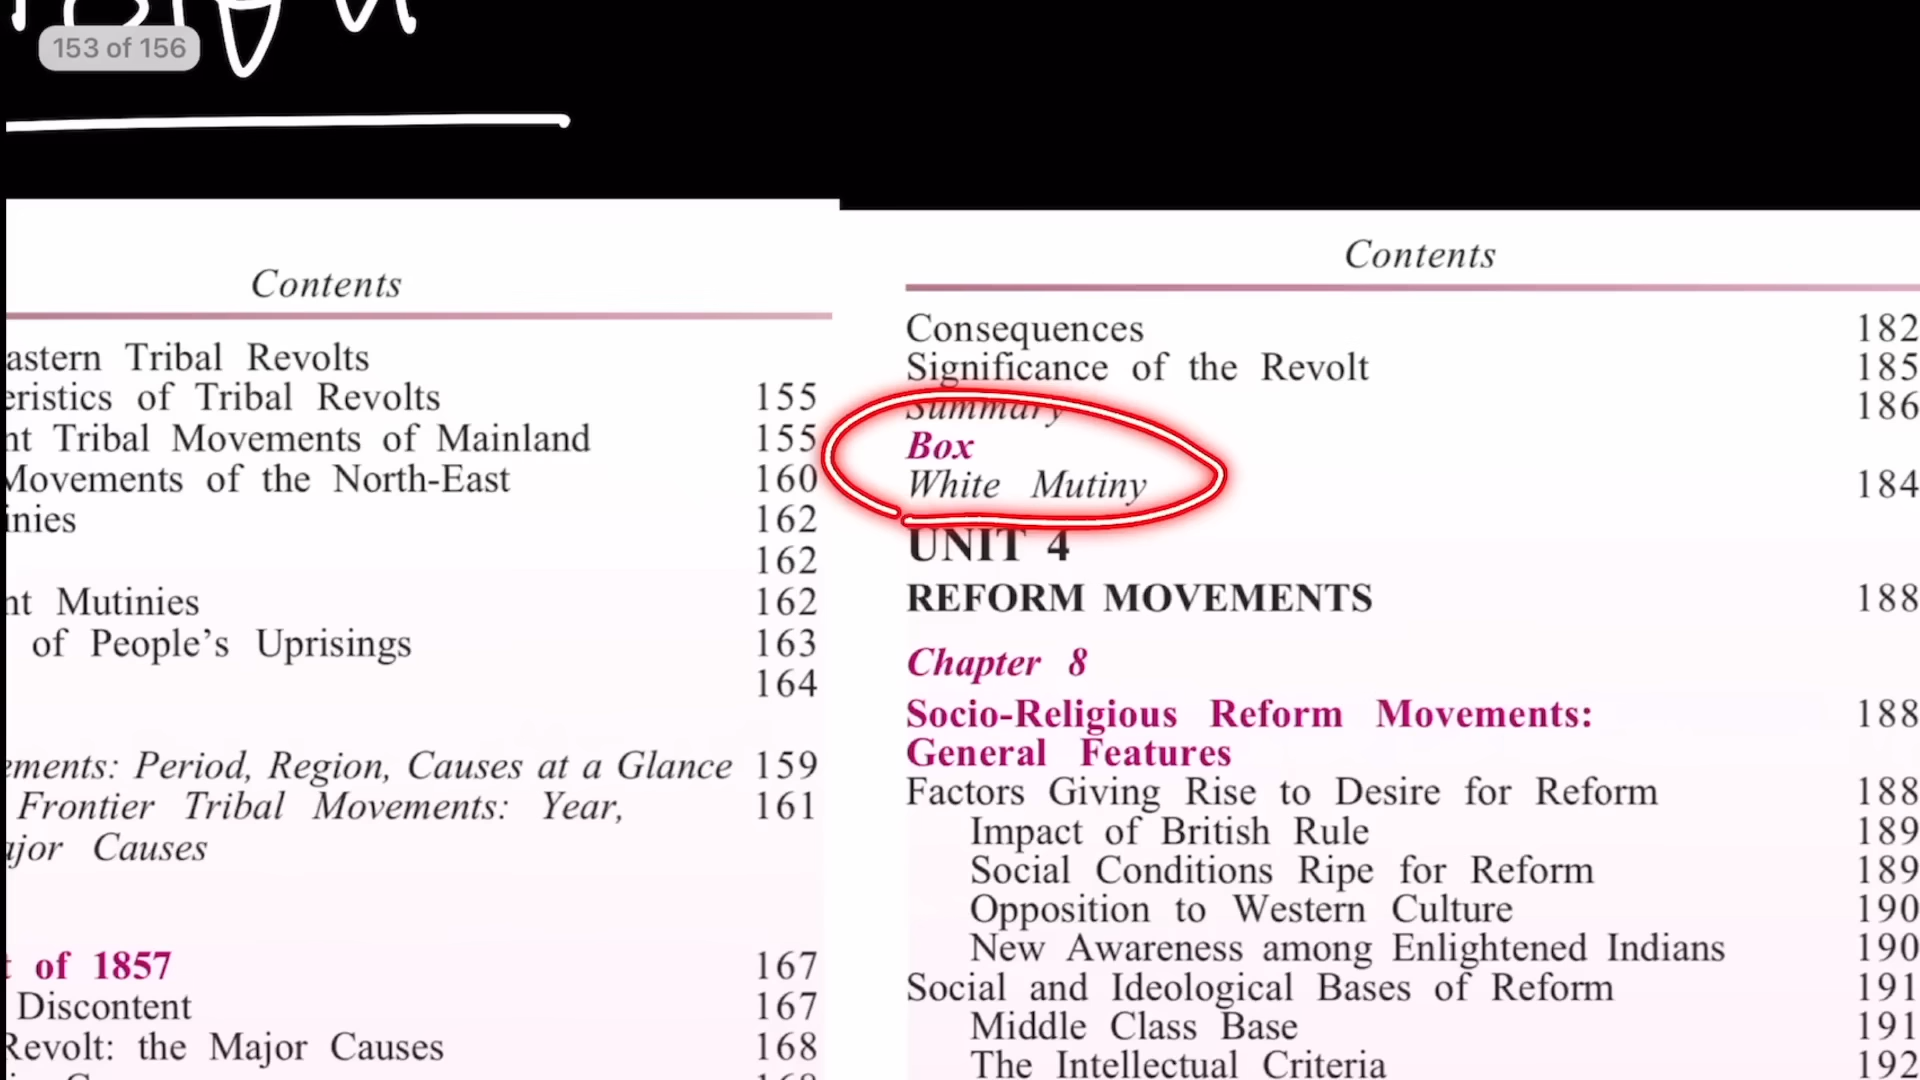 153 of 156
Contents
astern Tribal Revolts
eristics of Tribal Revolts 155
nt Tribal Movements of Mainland 155
Movements of the North-East 160
inies 162
162
nt Mutinies 162
of People’s Uprisings 163
164
ements: Period, Region, Causes at a Glance 159
Frontier Tribal Movements: Year, 161
ajor Causes
t of 1857 167
Discontent 167
Revolt: the Major Causes 168
Contents
Consequences 182
Significance of the Revolt 185
Summary 186
Box
White Mutiny 184
UNIT 4
REFORM MOVEMENTS 188
Chapter 8
Socio-Religious Reform Movements: 188
General Features
Factors Giving Rise to Desire for Reform 188
Impact of British Rule 189
Social Conditions Ripe for Reform 189
Opposition to Western Culture 190
New Awareness among Enlightened Indians 190
Social and Ideological Bases of Reform 191
Middle Class Base 191
The Intellectual Criteria 192